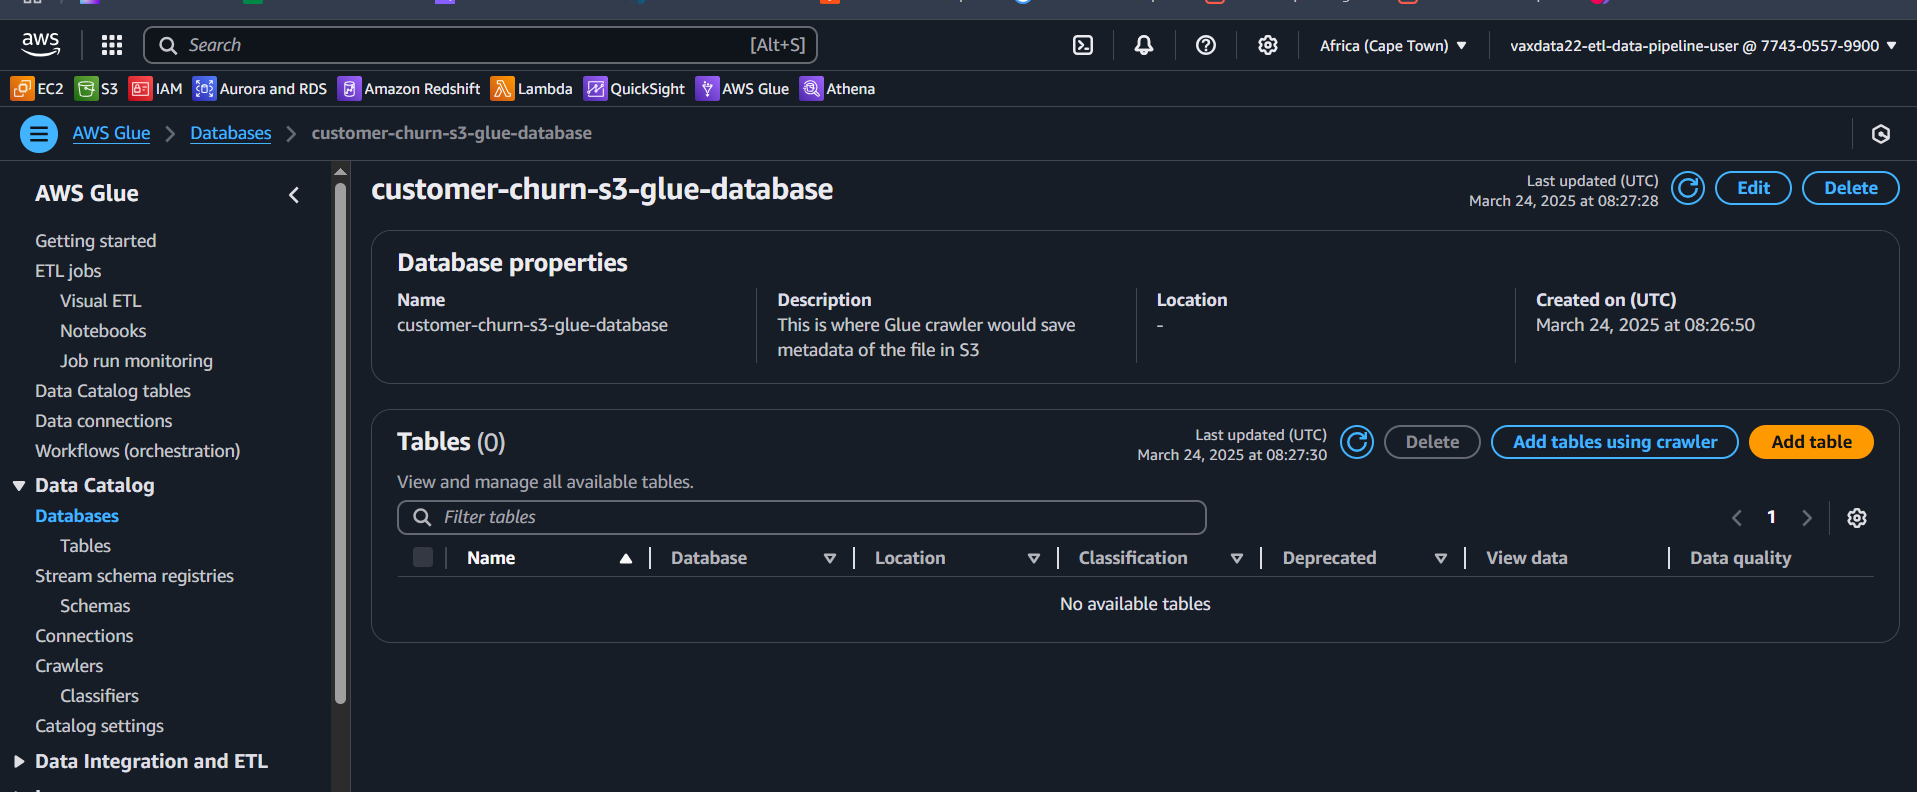 aws
Search
[Alt+S]
Africa (Cape Town)
vaxdata22-etl-data-pipeline-user @ 7743-0557-9900
EC2
S3
IAM
Aurora and RDS
Amazon Redshift
Lambda
QuickSight
AWS Glue
Athena
AWS Glue
Databases
customer-churn-s3-glue-database
AWS Glue
Getting started
ETL jobs
Visual ETL
Notebooks
Job run monitoring
Data Catalog tables
Data connections
Workflows (orchestration)
Data Catalog
Databases
Tables
Stream schema registries
Schemas
Connections
Crawlers
Classifiers
Catalog settings
Data Integration and ETL
customer-churn-s3-glue-database
Last updated (UTC)
March 24, 2025 at 08:27:28
Edit
Delete
Database properties
Name
customer-churn-s3-glue-database
Description
This is where Glue crawler would save
metadata of the file in S3
Location
-
Created on (UTC)
March 24, 2025 at 08:26:50
Tables (0)
Last updated (UTC)
March 24, 2025 at 08:27:30
Delete
Add tables using crawler
Add table
View and manage all available tables.
Filter tables
1
Name
Database
Location
Classification
Deprecated
View data
Data quality
No available tables